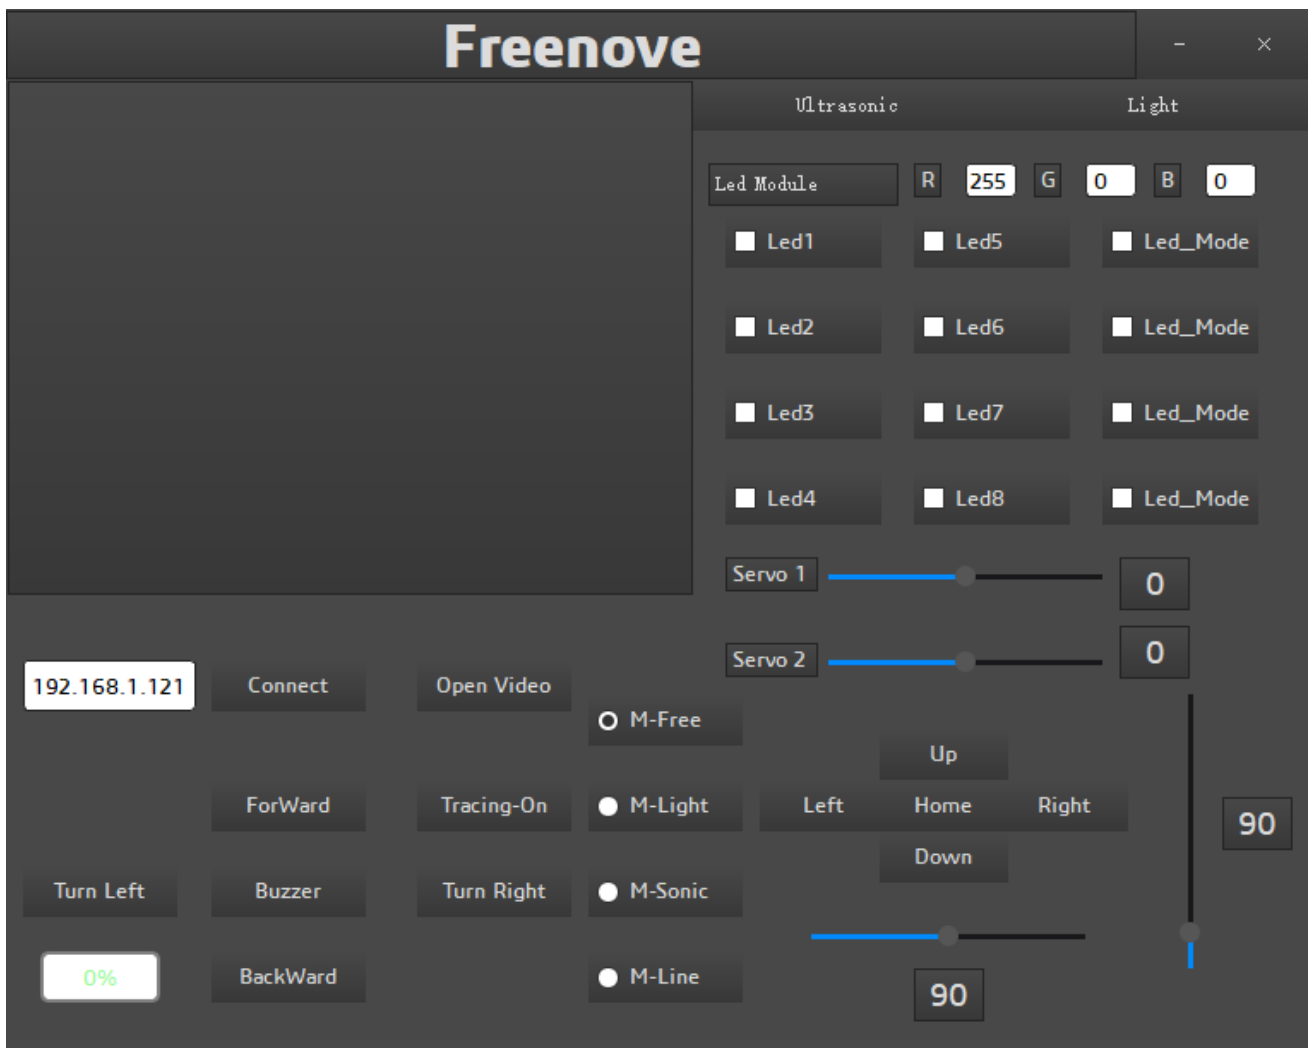 Freenove
Ultrasonic Light
Led Module R 255 G 0 B 0
Led1 Led5 Led_Mode
Led2 Led6 Led_Mode
Led3 Led7 Led_Mode
Led4 Led8 Led_Mode
Servo 1 0
Servo 2 0
192.168.1.121 Connect Open Video
M-Free
Up
ForWard Tracing-On M-Light Left Home Right
90
Down
Turn Left Buzzer Turn Right M-Sonic
0% BackWard M-Line
90